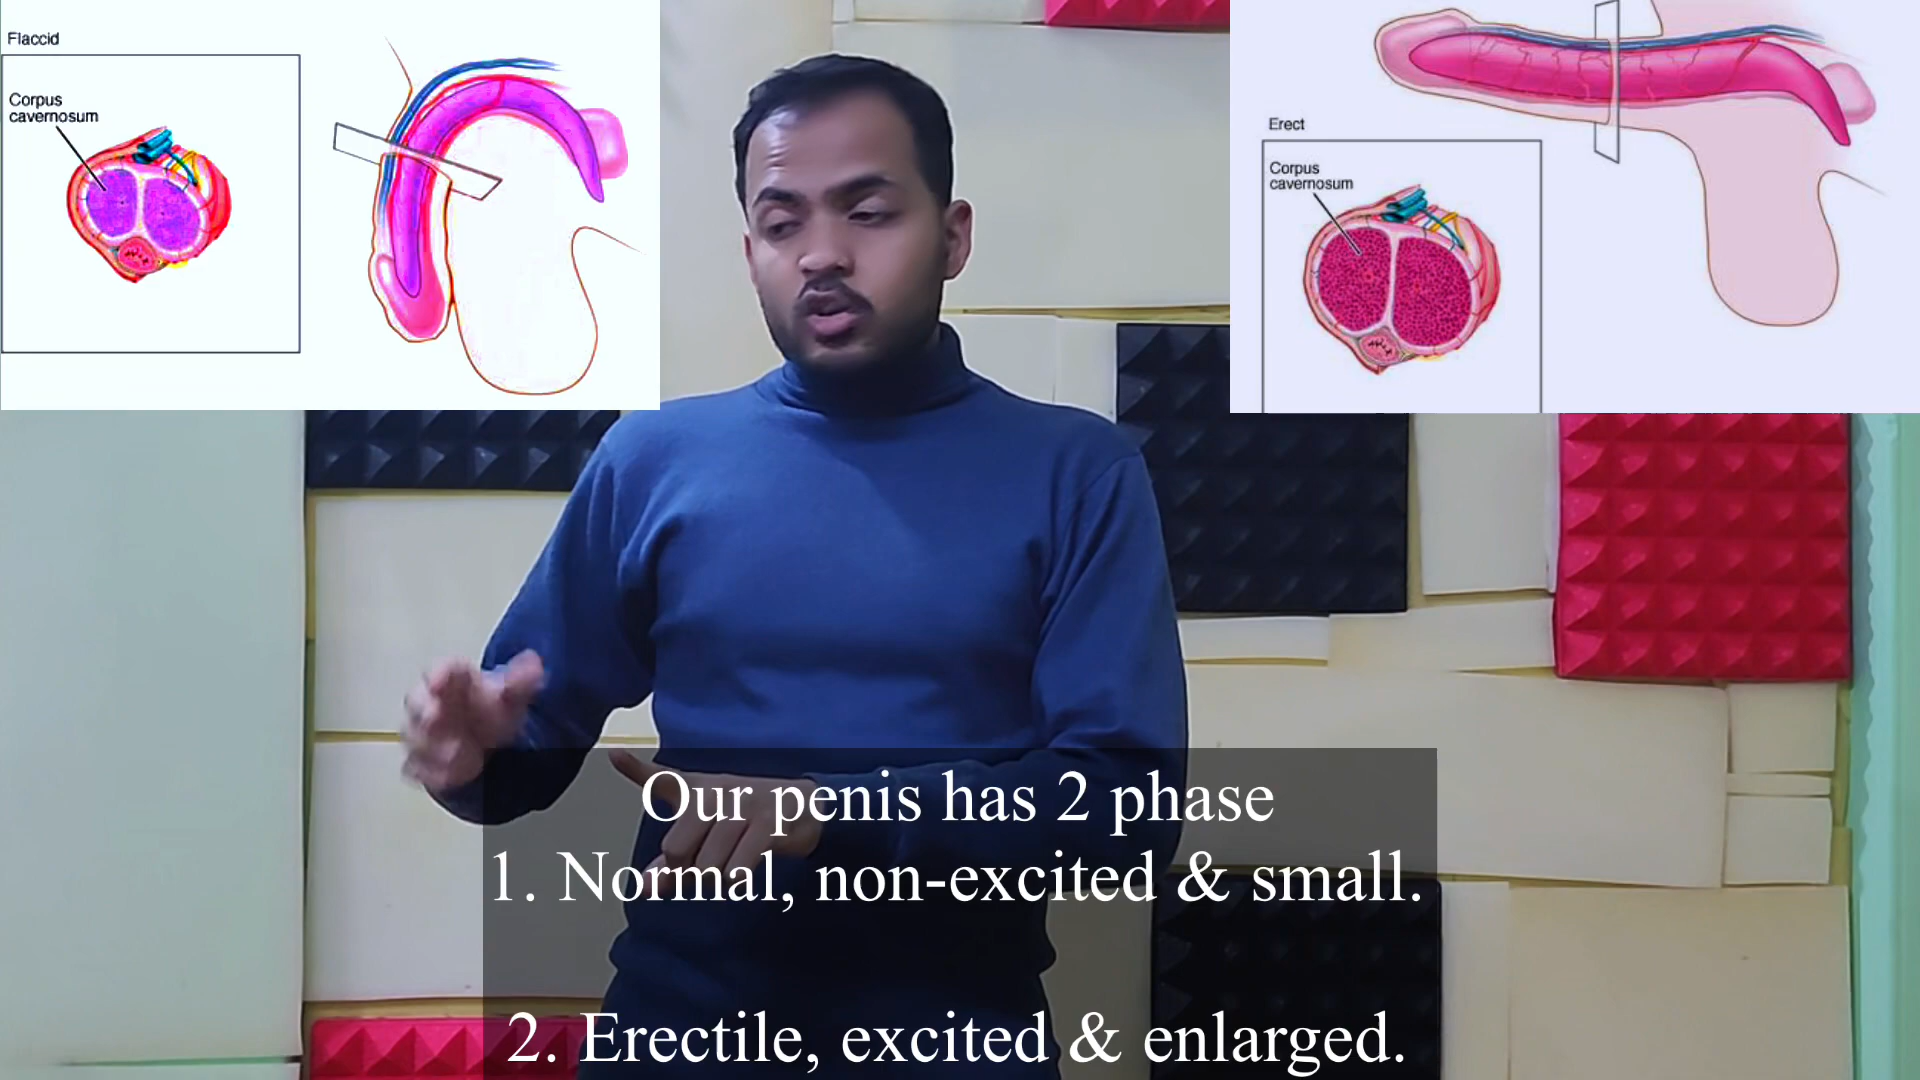 Flaccid
Corpus
cavernosum
Erect
Corpus
cavernosum
Our penis has 2 phase
1. Normal, non-excited & small.
2. Erectile, excited & enlarged.